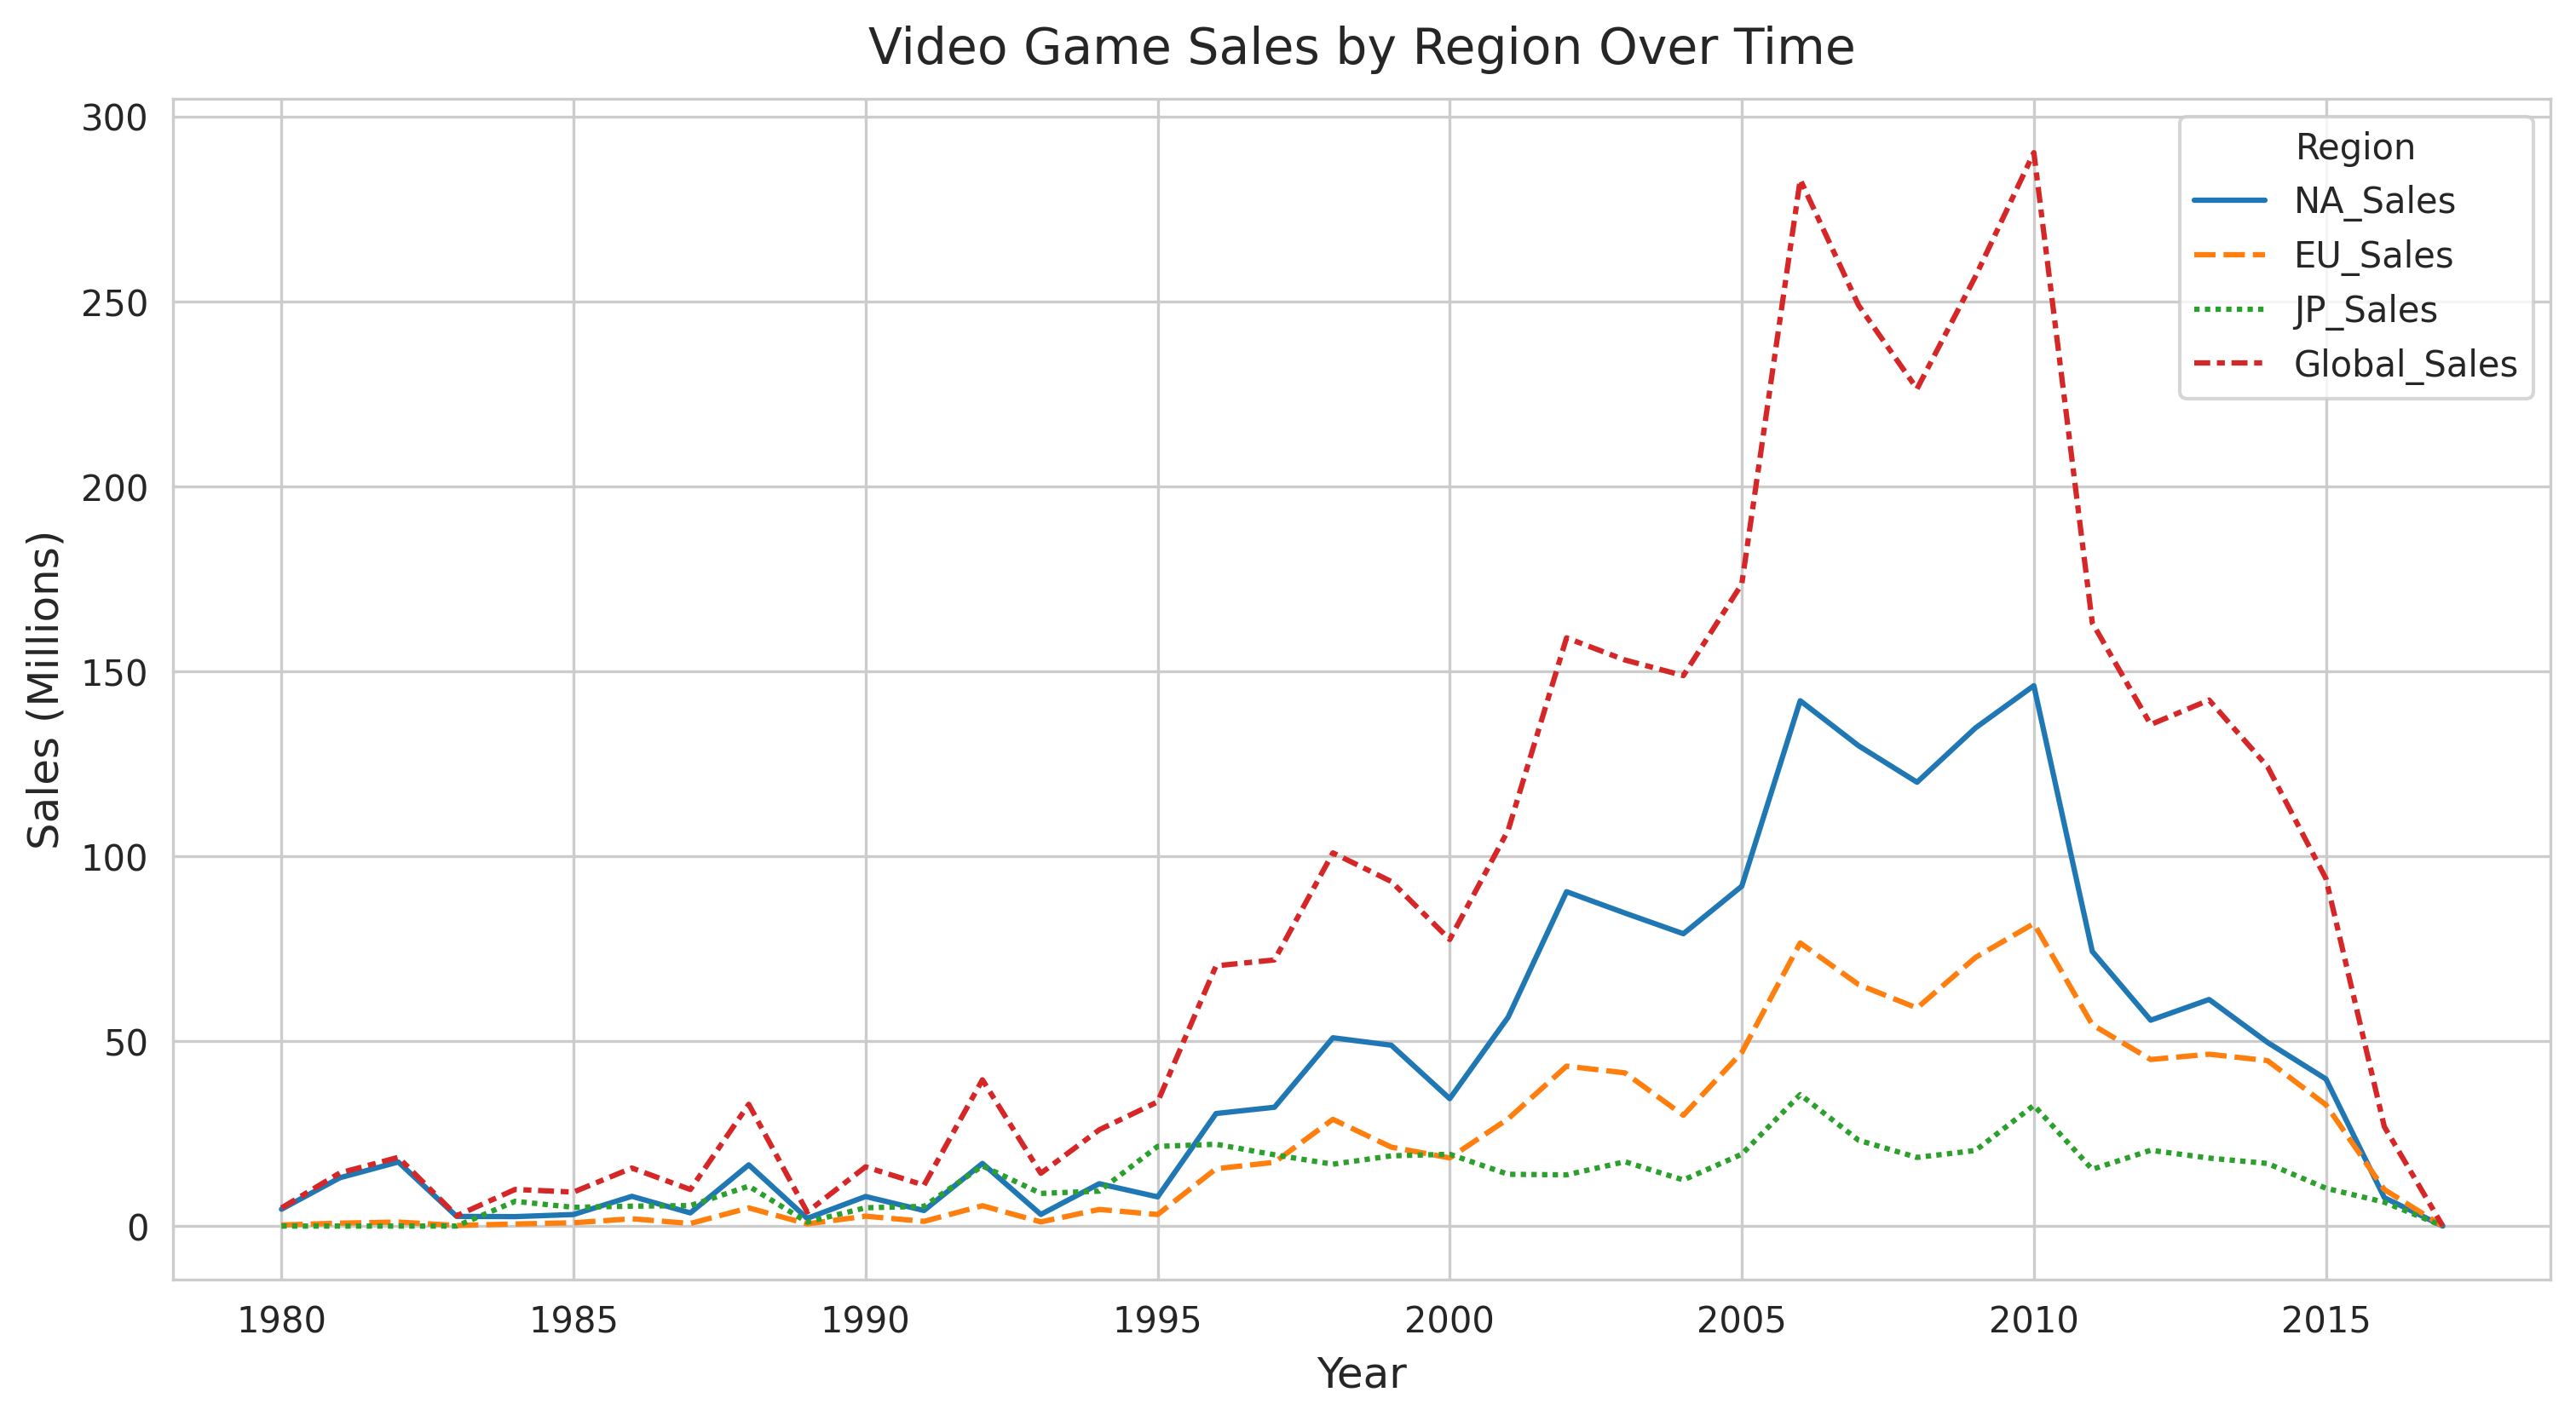 Video Game Sales by Region Over Time
300
250
200
150
100
50
0
Sales (Millions)
Region
NA_Sales
EU_Sales
JP_Sales
Global_Sales
1980 1985 1990 1995 2000 2005 2010 2015
Year